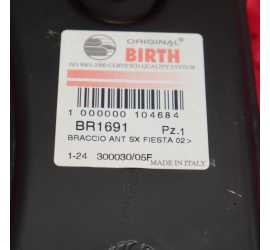 ORIGINAL
BIRTH
ISO 9001:2000 CERTIFIED QUALITY SYSTEM
1 000000 104684
BR1691 Pz.1
BRACCIO ANT SX FIESTA 02>
1-24 300030/05F
MADE IN ITALY